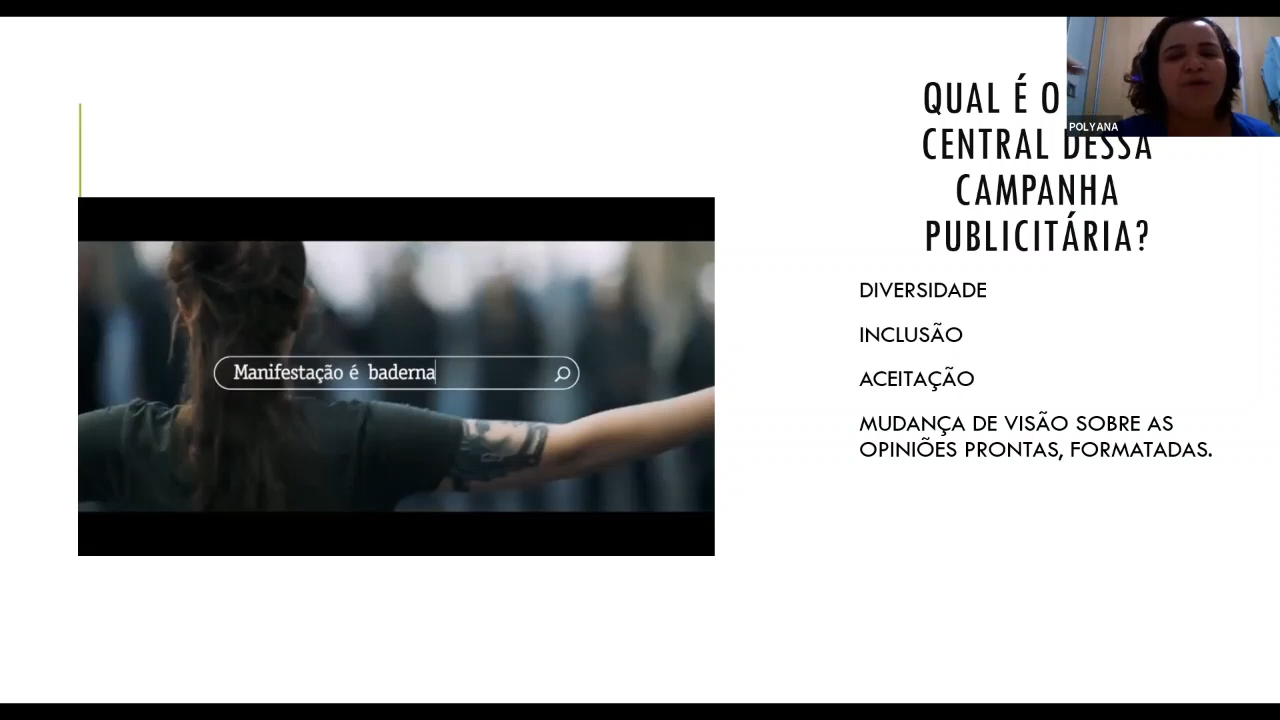 QUAL É O
CENTRAL DESSA
CAMPANHA
PUBLICITÁRIA?
POLYANA
DIVERSIDADE
INCLUSÃO
ACEITAÇÃO
MUDANÇA DE VISÃO SOBRE AS
OPINIÕES PRONTAS, FORMATADAS.
Manifestação é baderna